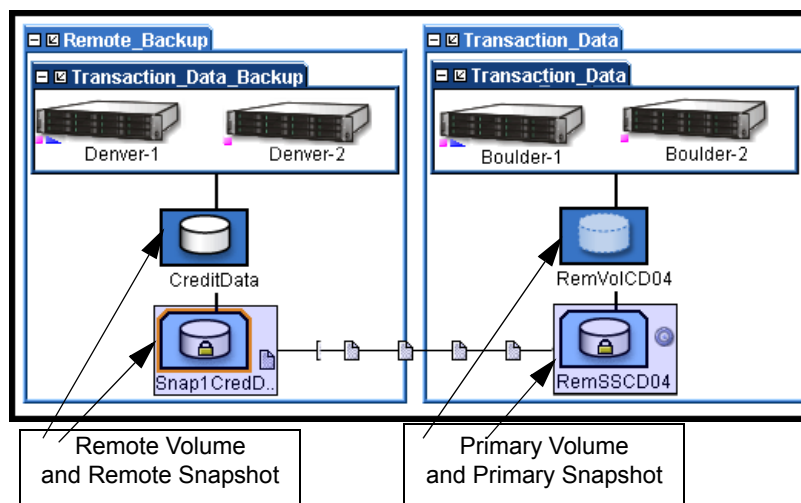 Remote_Backup
Transaction_Data_Backup
Denver-1
Denver-2
CreditData
Snap1CredD..
Transaction_Data
Transaction_Data
Boulder-1
Boulder-2
RemVolCD04
RemSSCD04
Remote Volume
and Remote Snapshot
Primary Volume
and Primary Snapshot